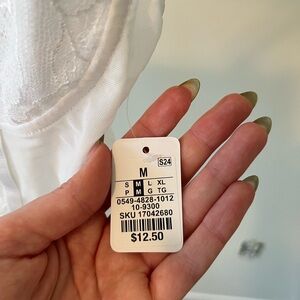 S24
M
S M L XL
P M G TG
0549-4828-1012
10-9300
SKU 17042680
$12.50